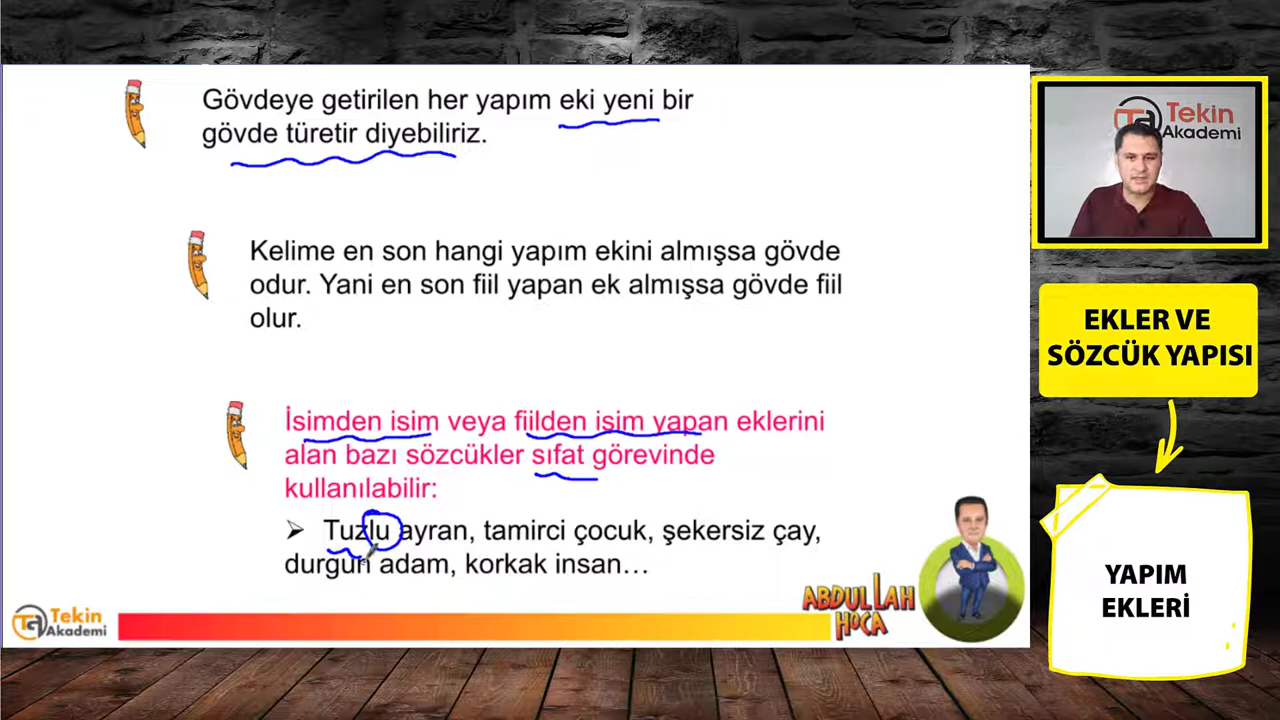 Gövdeye getirilen her yapım eki yeni bir
gövde türetir diyebiliriz.
Kelime en son hangi yapım ekini almışsa gövde
odur. Yani en son fiil yapan ek almışsa gövde fiil
olur.
İsimden isim veya fiilden isim yapan eklerini
alan bazı sözcükler sıfat görevinde
kullanılabilir:
➢ Tuzlu ayran, tamirci çocuk, şekersiz çay,
durgun adam, korkak insan…
Tekin
Akademi
ABDULLAH
HOCA
Tekin
Akademi
EKLER VE
SÖZCÜK YAPISI
YAPIM
EKLERİ